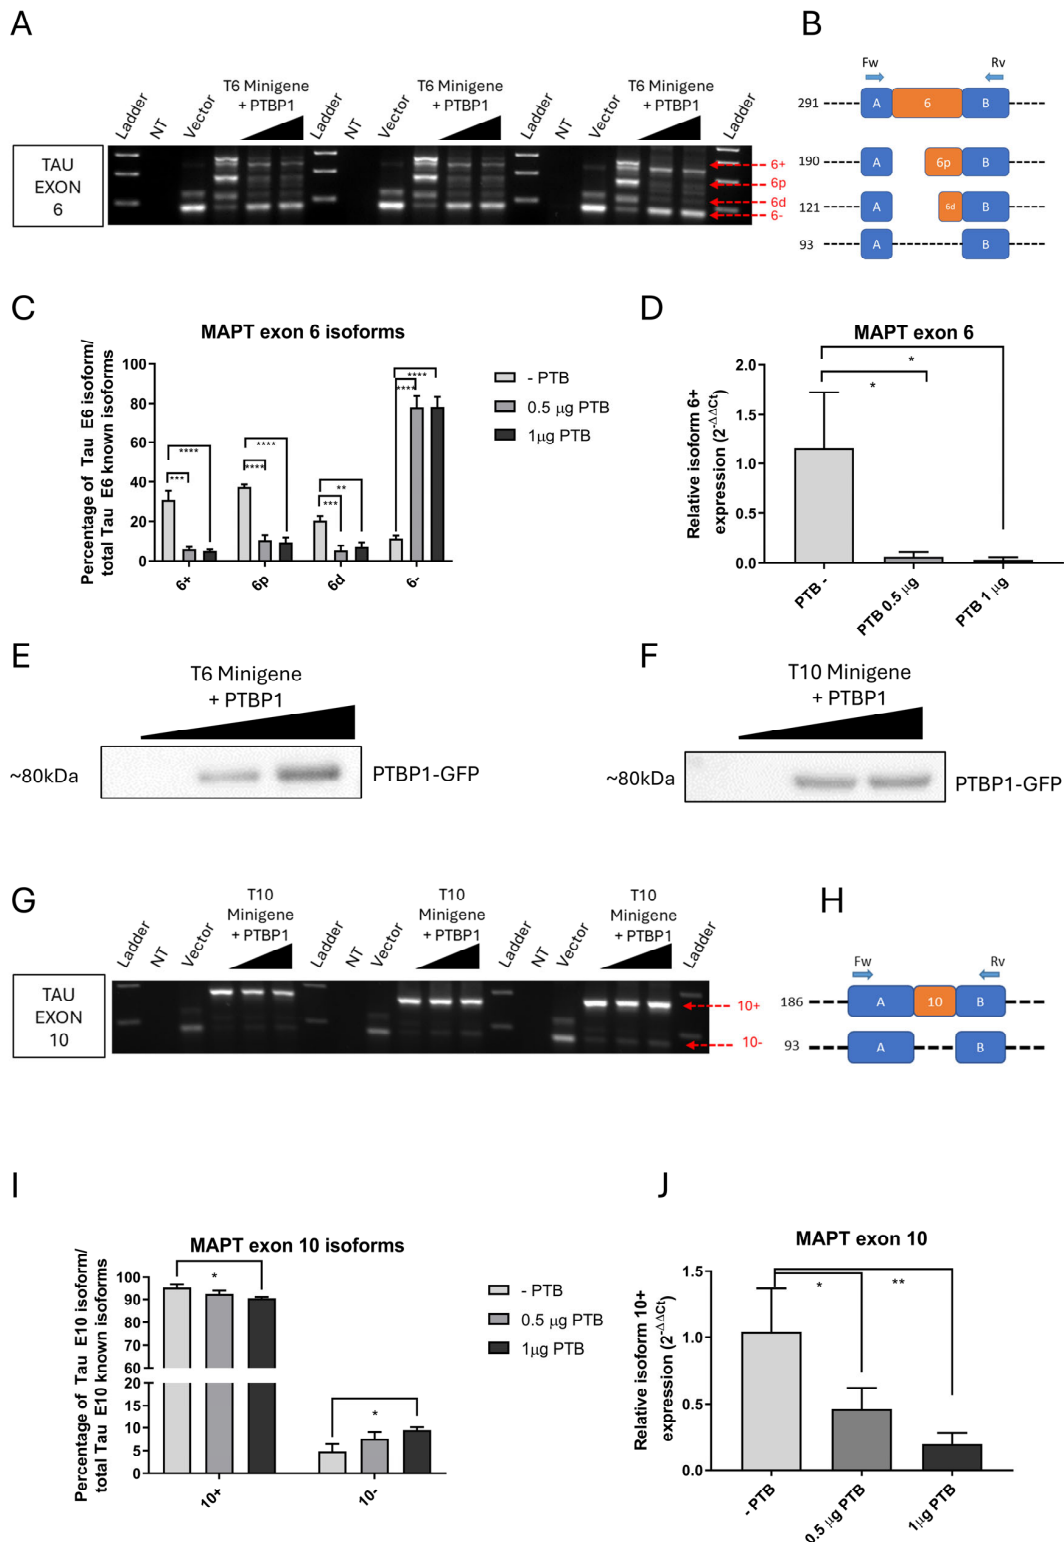 A
Ladder
NT
Vector
T6 Minigene
+ PTBP1
Ladder
NT
Vector
T6 Minigene
+ PTBP1
Ladder
NT
Vector
T6 Minigene
+ PTBP1
Ladder
TAU
EXON
6
6+
6p
6d
6-
B
Fw
Rv
291
A
6
B
190
A
6p
B
121
A
6d
B
93
A
B
C
MAPT exon 6 isoforms
Percentage of Tau E6 isoform/
total Tau E6 known isoforms
100
80
60
40
20
0
****
***
****
****
**
***
****
****
6+
6p
6d
6-
- PTB
0.5 μg PTB
1μg PTB
D
MAPT exon 6
Relative isoform 6+
expression (2-ΔΔCt)
2.0
1.5
1.0
0.5
0.0
*
*
PTB -
PTB 0.5 μg
PTB 1 μg
E
T6 Minigene
+ PTBP1
~80kDa
PTBP1-GFP
F
T10 Minigene
+ PTBP1
~80kDa
PTBP1-GFP
G
Ladder
NT
Vector
T10
Minigene
+ PTBP1
Ladder
NT
Vector
T10
Minigene
+ PTBP1
Ladder
NT
Vector
T10
Minigene
+ PTBP1
Ladder
TAU
EXON
10
10+
10-
H
Fw
Rv
186
A
10
B
93
A
B
I
MAPT exon 10 isoforms
Percentage of Tau E10 isoform/
total Tau E10 known isoforms
100
90
80
70
60
20
15
10
5
0
*
*
10+
10-
- PTB
0.5 μg PTB
1μg PTB
J
MAPT exon 10
Relative isoform 10+
expression (2-ΔΔCt)
1.5
1.0
0.5
0.0
*
**
- PTB
0.5 μg PTB
1μg PTB